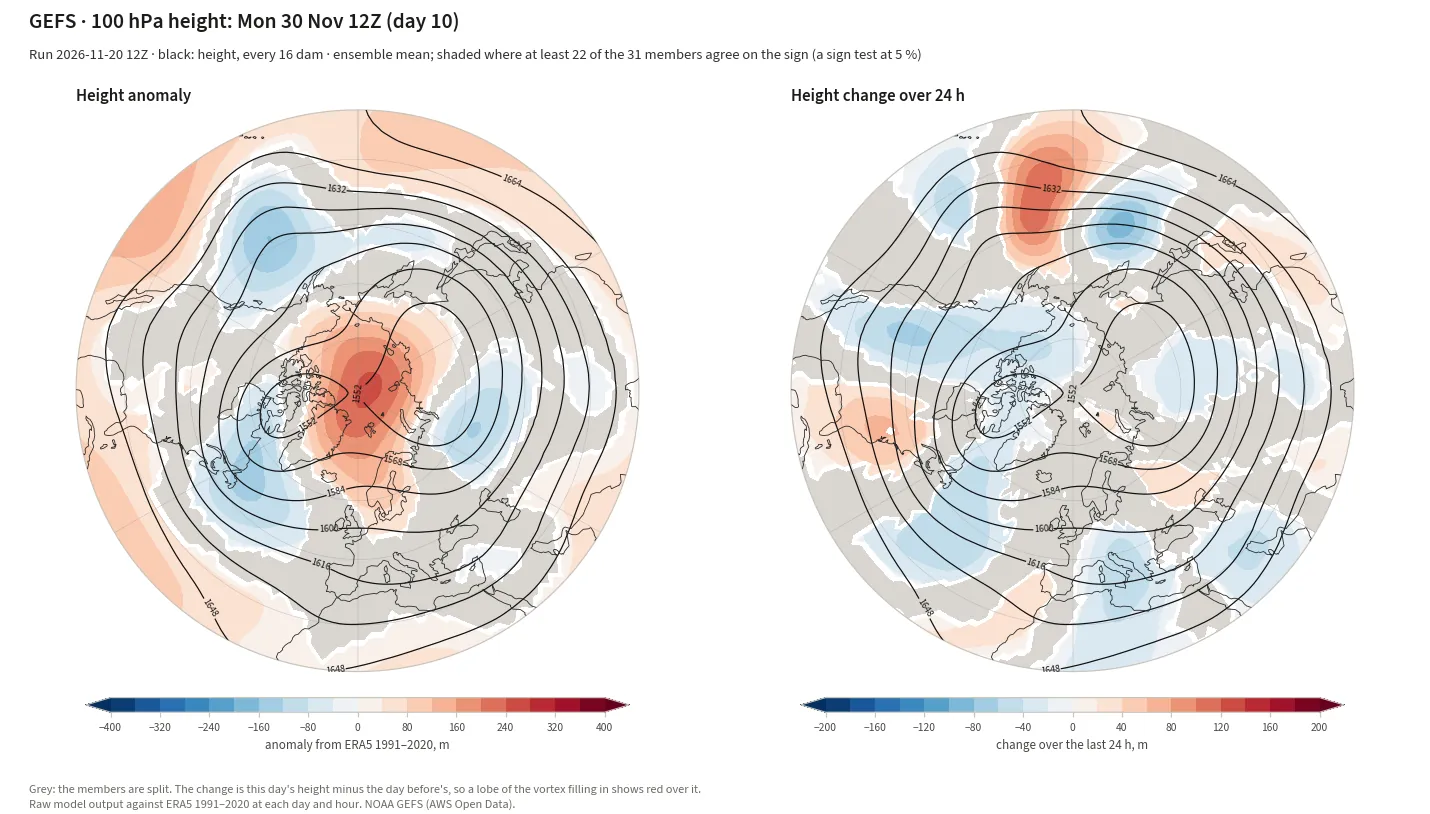 GEFS · 100 hPa height: Mon 30 Nov 12Z (day 10)
Run 2026-11-20 12Z · black: height, every 16 dam · ensemble mean; shaded where at least 22 of the 31 members agree on the sign (a sign test at 5 %)
Height anomaly
Height change over 24 h
1664
1632
1552
1552
1568
1584
1600
1616
1648
1648
1664
1632
1552
1552
1568
1584
1600
1616
1648
1648
−400 −320 −240 −160 −80 0 80 160 240 320 400
anomaly from ERA5 1991–2020, m
−200 −160 −120 −80 −40 0 40 80 120 160 200
change over the last 24 h, m
Grey: the members are split. The change is this day's height minus the day before's, so a lobe of the vortex filling in shows red over it.
Raw model output against ERA5 1991–2020 at each day and hour. NOAA GEFS (AWS Open Data).